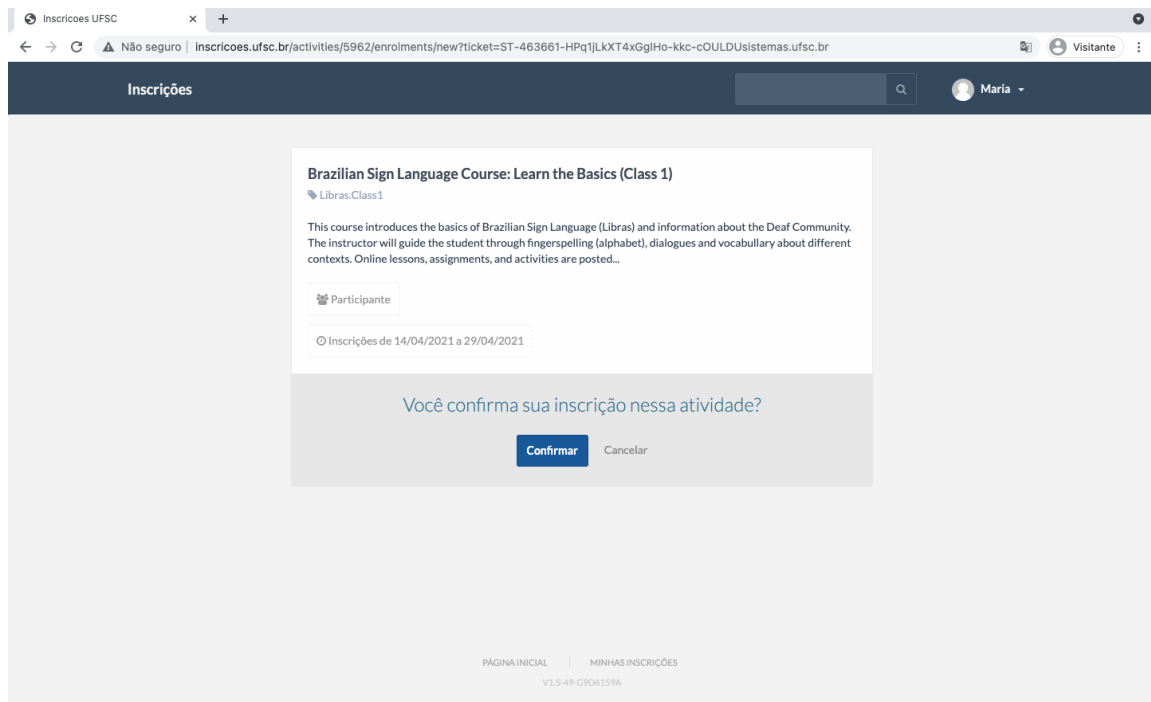 Inscricoes UFSC
Não seguro inscricoes.ufsc.br/activities/5962/enrolments/new?ticket=ST-463661-HPq1jLkXT4xGglHo-kkc-cOULDUsistemas.ufsc.br Visitante
Inscrições Maria
Brazilian Sign Language Course: Learn the Basics (Class 1)
Libras.Class1
This course introduces the basics of Brazilian Sign Language (Libras) and information about the Deaf Community.
The instructor will guide the student through fingerspelling (alphabet), dialogues and vocabullary about different
contexts. Online lessons, assignments, and activities are posted...
Participante
Inscrições de 14/04/2021 a 29/04/2021
Você confirma sua inscrição nessa atividade?
Confirmar Cancelar
PÁGINA INICIAL MINHAS INSCRIÇÕES
V1.5-49-G9D6159A